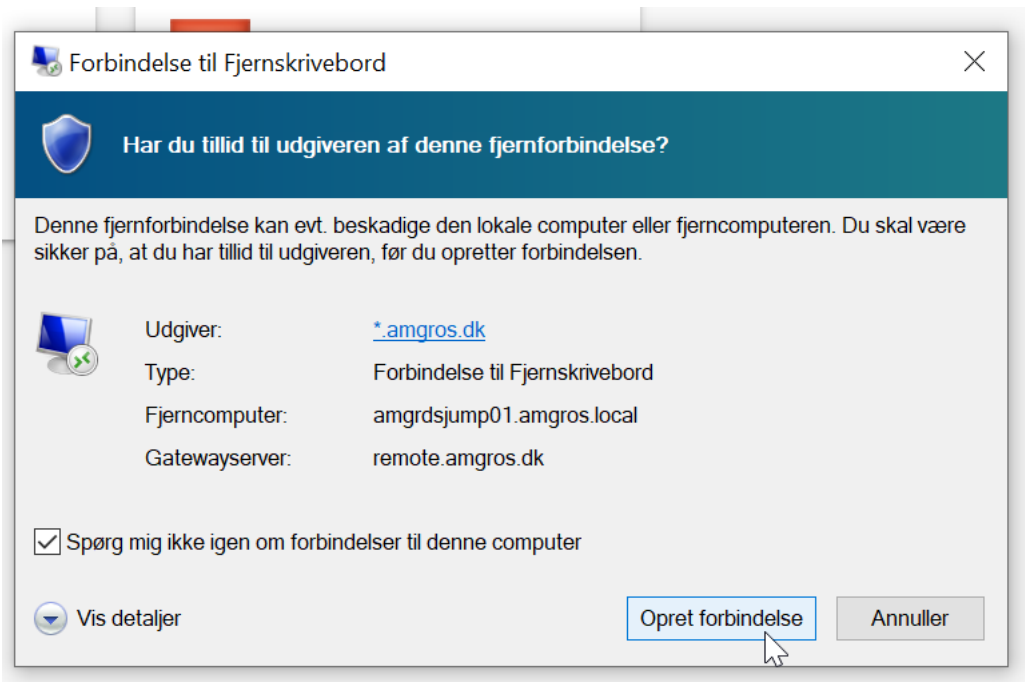 Forbindelse til Fjernskrivebord
Har du tillid til udgiveren af denne fjernforbindelse?
Denne fjernforbindelse kan evt. beskadige den lokale computer eller fjerncomputeren. Du skal være
sikker på, at du har tillid til udgiveren, før du opretter forbindelsen.
Udgiver: *.amgros.dk
Type: Forbindelse til Fjernskrivebord
Fjerncomputer: amgrdsjump01.amgros.local
Gatewayserver: remote.amgros.dk
Spørg mig ikke igen om forbindelser til denne computer
Vis detaljer Opret forbindelse Annuller